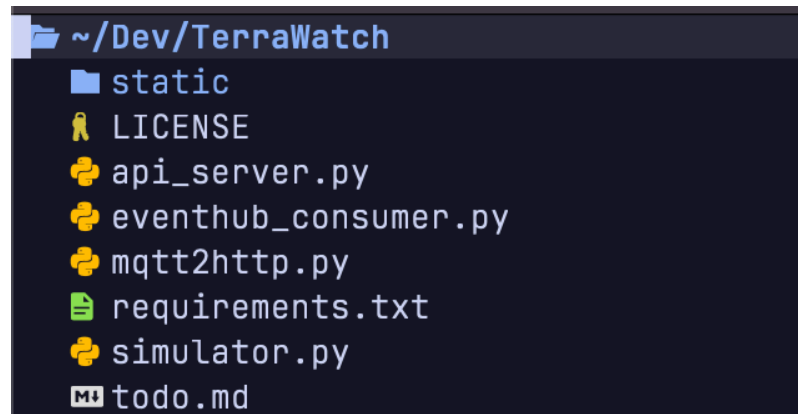 ~/Dev/TerraWatch
static
LICENSE
api_server.py
eventhub_consumer.py
mqtt2http.py
requirements.txt
simulator.py
M↓ todo.md